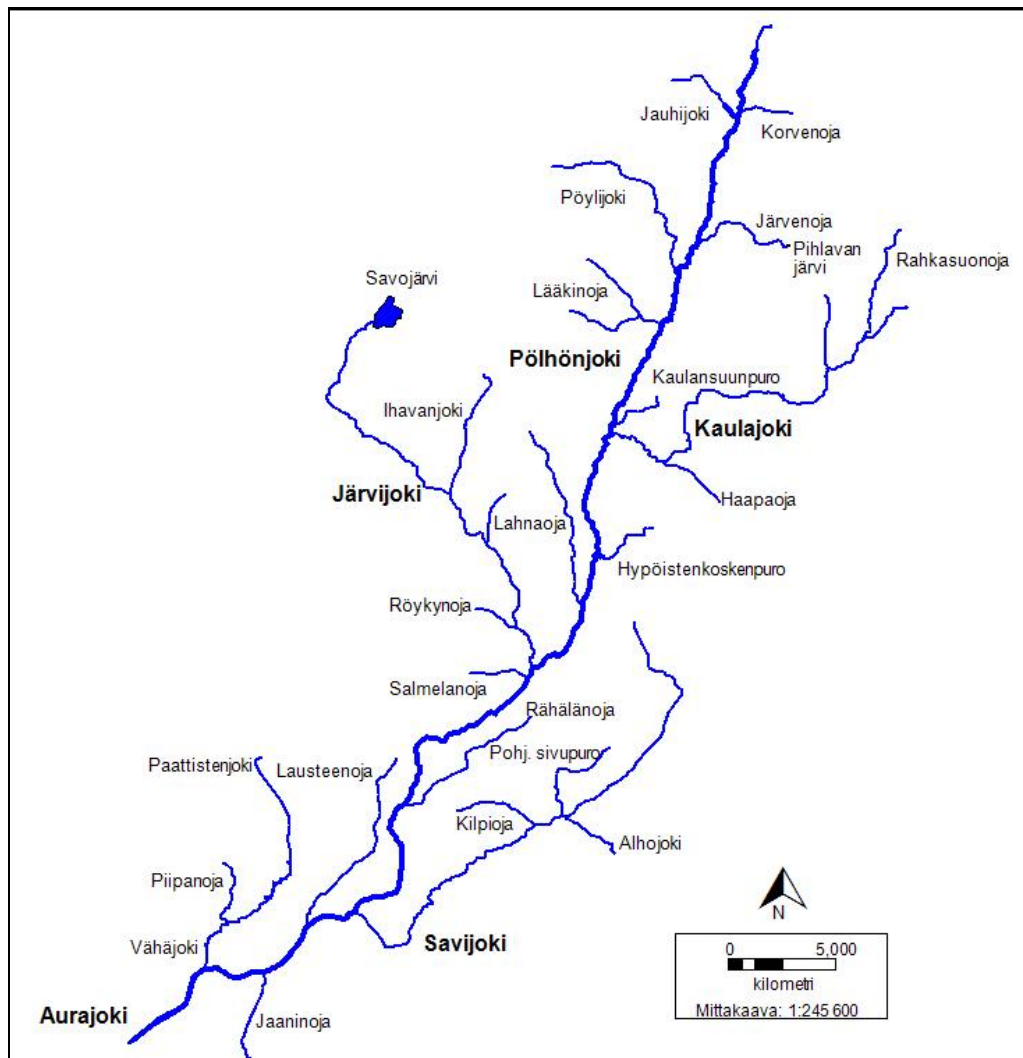 Jauhijoki
Korvenoja
Pöylijoki
Järvenoja
Pihlavan
järvi
Rahkasuonoja
Savojärvi
Lääkinoja
Pölhönjoki
Kaulansuunpuro
Ihavanjoki
Kaulajoki
Järvijoki
Haapaoja
Lahnaoja
Hypöistenkoskenpuro
Röykynoja
Salmelanoja
Rähälänoja
Pohj. sivupuro
Paattistenjoki
Lausteenoja
Kilpioja
Alhojoki
Piipanoja
N
Vähäjoki
Savijoki
0 5,000
kilometri
Mittakaava: 1:245 600
Aurajoki
Jaaninoja